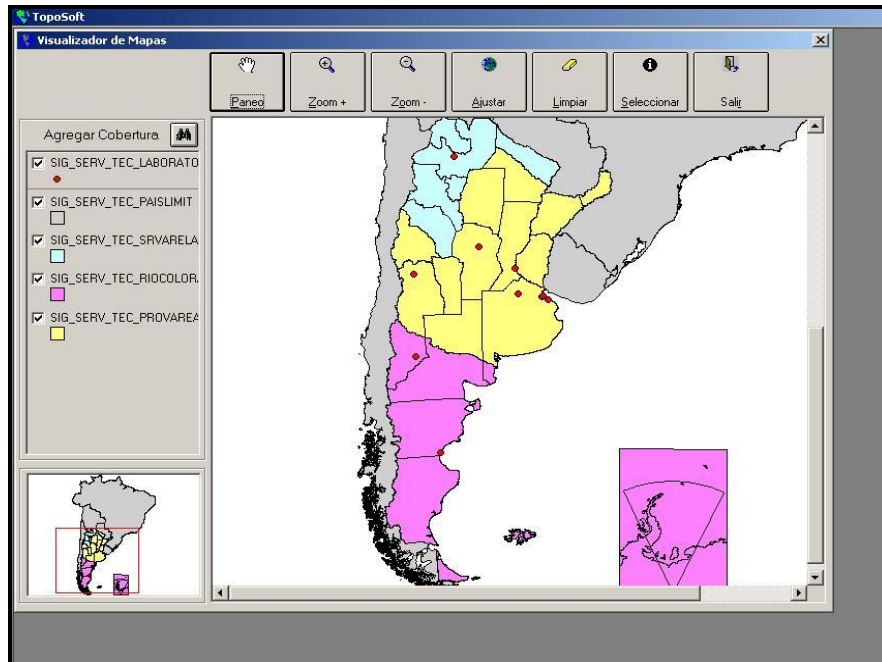 TopoSoft
Visualizador de Mapas
Paneo
Zoom +
Zoom -
Ajustar
Limpiar
Seleccionar
Salir
Agregar Cobertura
SIG_SERV_TEC_LABORATO
SIG_SERV_TEC_PAISLIMIT
SIG_SERV_TEC_SRVARELA
SIG_SERV_TEC_RIOCOLOR
SIG_SERV_TEC_PROVAREA